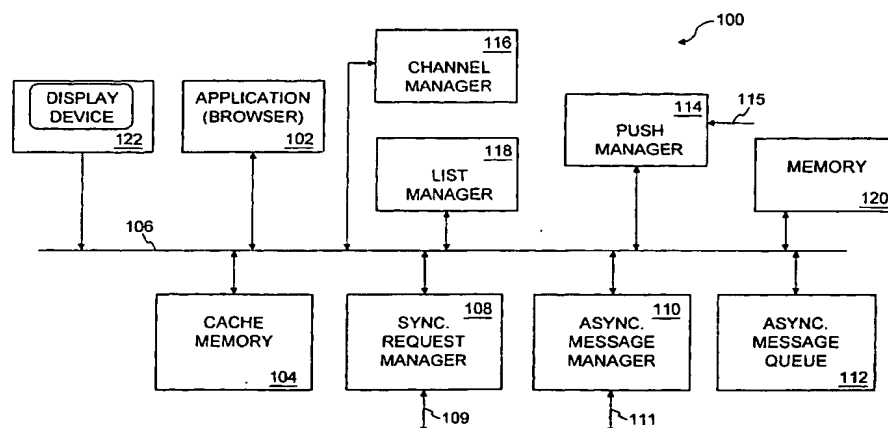 100
116
CHANNEL
MANAGER
DISPLAY
DEVICE
122
APPLICATION
(BROWSER)
102
118
LIST
MANAGER
114
PUSH
MANAGER
115
MEMORY
120
106
CACHE
MEMORY
104
108
SYNC.
REQUEST
MANAGER
109
110
ASYNC.
MESSAGE
MANAGER
111
ASYNC.
MESSAGE
QUEUE
112